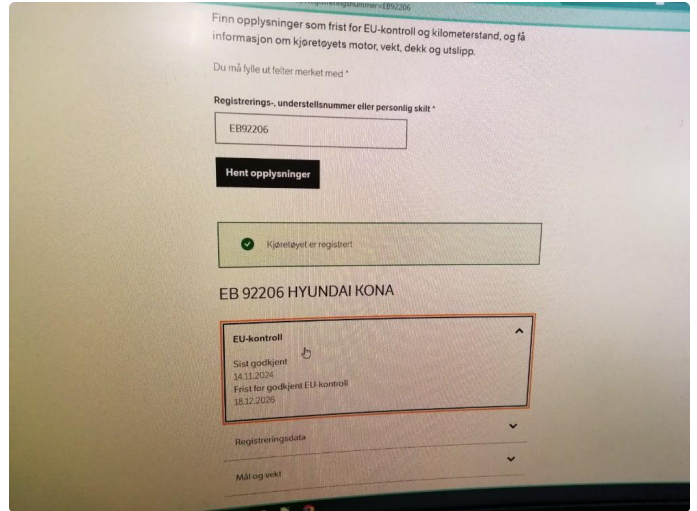 Finn opplysninger som frist for EU-kontroll og kilometerstand, og få
informasjon om kjøretøyets motor, vekt, dekk og utslipp.
Du må fylle ut felter merket med *
Registrerings-, understellsnummer eller personlig skilt *
EB92206
Hent opplysninger
Kjøretøyet er registrert
EB 92206 HYUNDAI KONA
EU-kontroll
Sist godkjent
14.11.2024
Frist for godkjent EU-kontroll
18.12.2026
Registreringsdata
Mål og vekt